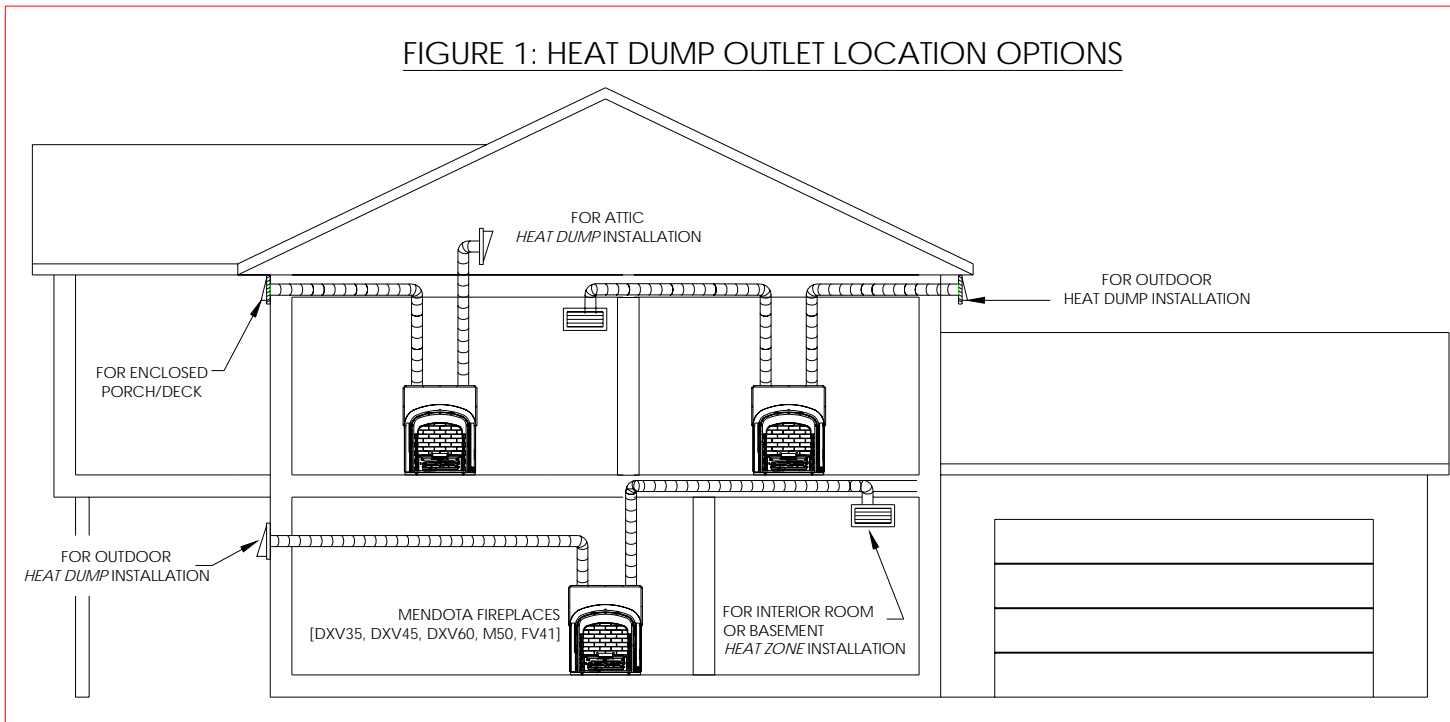 FIGURE 1: HEAT DUMP OUTLET LOCATION OPTIONS
FOR ATTIC
HEAT DUMP INSTALLATION
FOR OUTDOOR
HEAT DUMP INSTALLATION
FOR ENCLOSED
PORCH/DECK
FOR OUTDOOR
HEAT DUMP INSTALLATION
MENDOTA FIREPLACES
[DXV35, DXV45, DXV60, M50, FV41]
FOR INTERIOR ROOM
OR BASEMENT
HEAT ZONE INSTALLATION